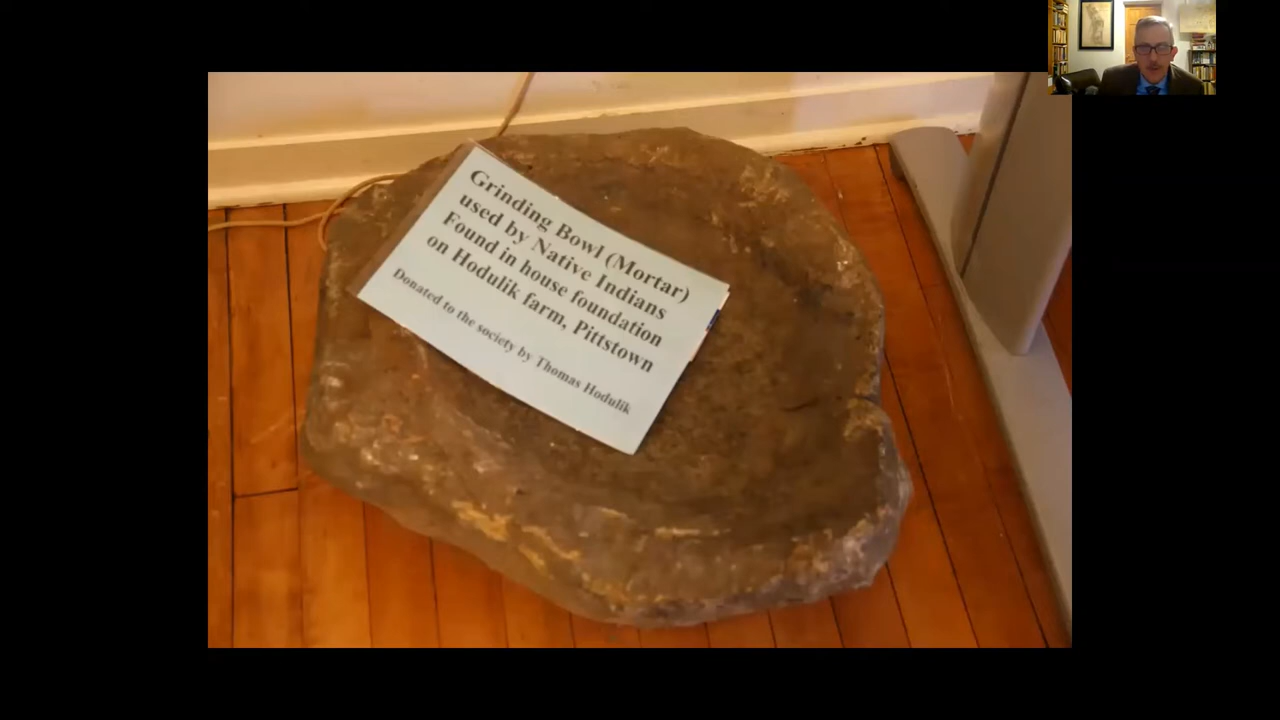 Grinding Bowl (Mortar)
used by Native Indians
Found in house foundation
on Hodulik farm, Pittstown
Donated to the society by Thomas Hodulik